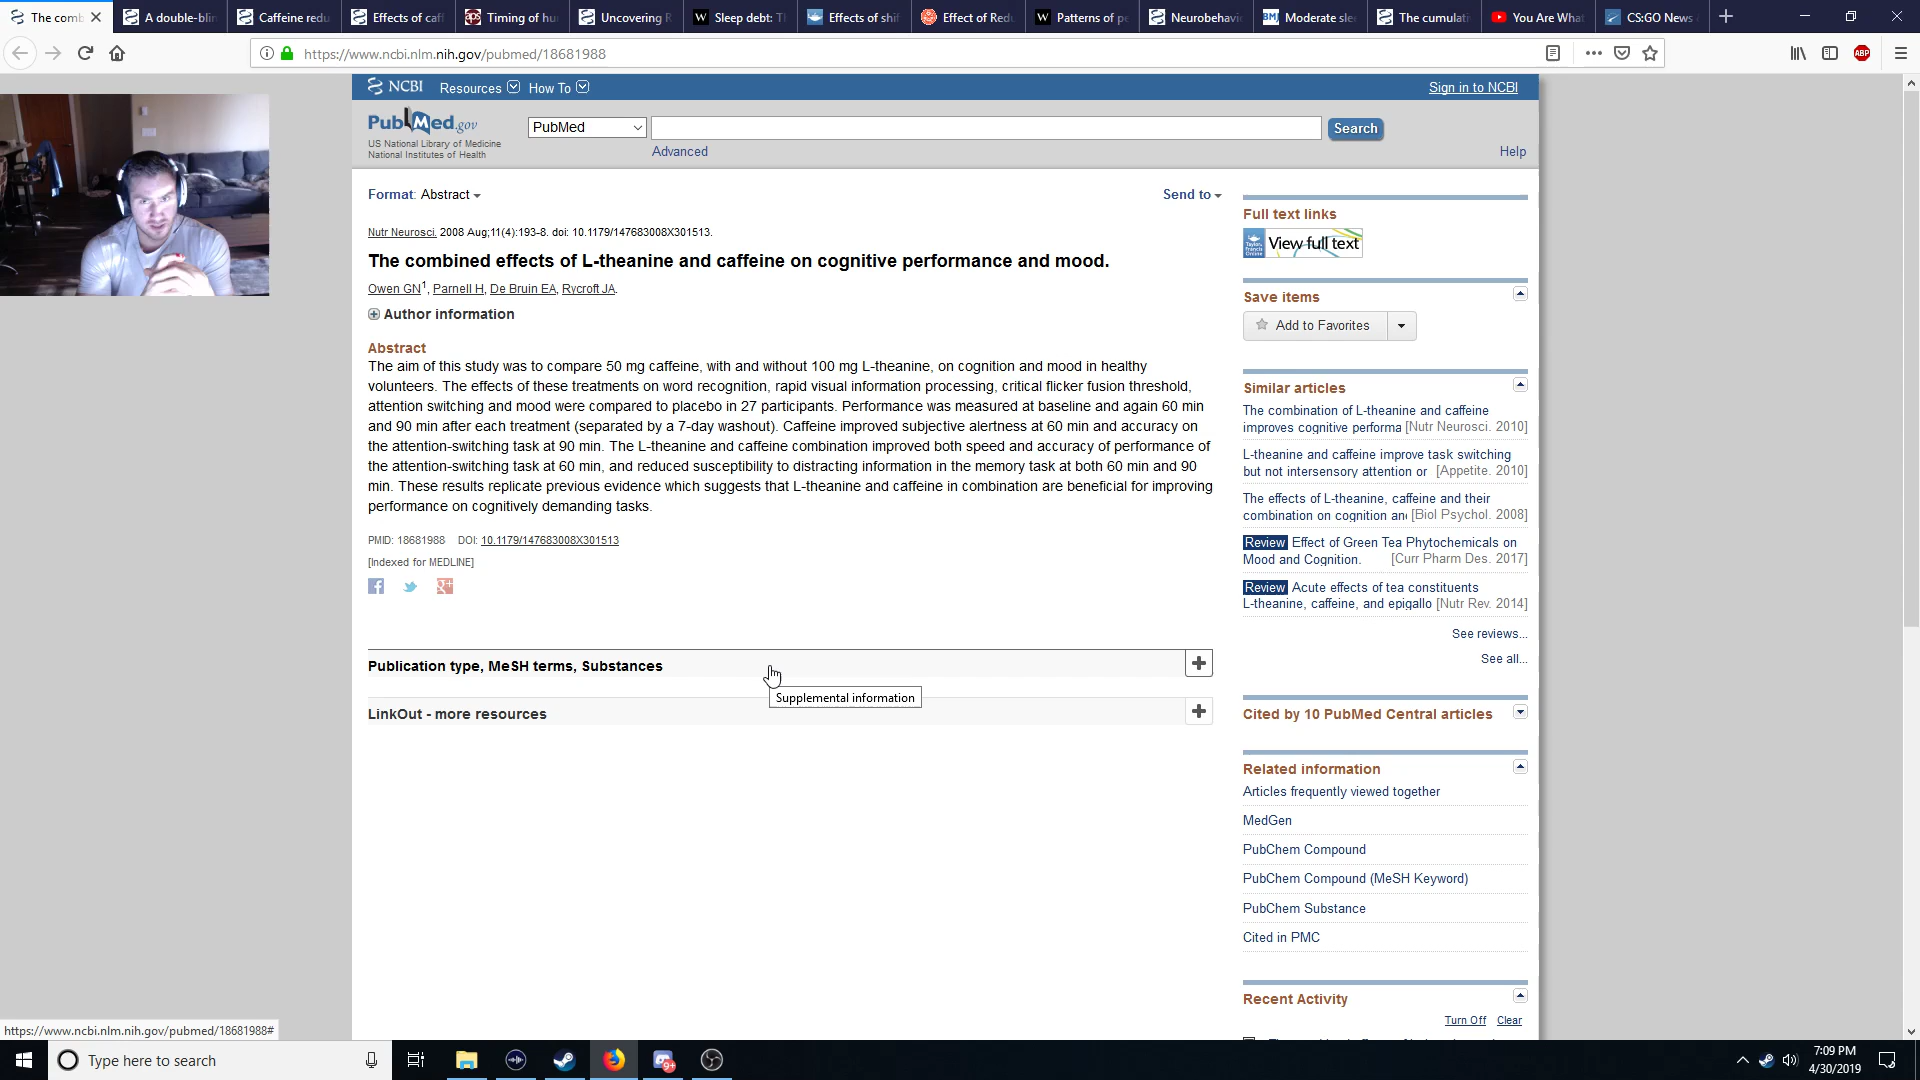 The comb
A double-blin
Caffeine redu
Effects of caf
Timing of hu
Uncovering R
Sleep debt: T
Effects of shif
Effect of Redu
Patterns of pe
Neurobehavi
Moderate slee
The cumulati
You Are What
CS:GO News
https://www.ncbi.nlm.nih.gov/pubmed/18681988
ABP
NCBI Resources How To Sign in to NCBI
PubMed.gov
US National Library of Medicine
National Institutes of Health
PubMed
Search
Advanced
Help
Format: Abstract
Send to
Nutr Neurosci. 2008 Aug;11(4):193-8. doi: 10.1179/147683008X301513.
The combined effects of L-theanine and caffeine on cognitive performance and mood.
Owen GN1, Parnell H, De Bruin EA, Rycroft JA.
Author information
Abstract
The aim of this study was to compare 50 mg caffeine, with and without 100 mg L-theanine, on cognition and mood in healthy
volunteers. The effects of these treatments on word recognition, rapid visual information processing, critical flicker fusion threshold,
attention switching and mood were compared to placebo in 27 participants. Performance was measured at baseline and again 60 min
and 90 min after each treatment (separated by a 7-day washout). Caffeine improved subjective alertness at 60 min and accuracy on
the attention-switching task at 90 min. The L-theanine and caffeine combination improved both speed and accuracy of performance of
the attention-switching task at 60 min, and reduced susceptibility to distracting information in the memory task at both 60 min and 90
min. These results replicate previous evidence which suggests that L-theanine and caffeine in combination are beneficial for improving
performance on cognitively demanding tasks.
PMID: 18681988 DOI: 10.1179/147683008X301513
[Indexed for MEDLINE]
Publication type, MeSH terms, Substances
Supplemental information
LinkOut - more resources
Full text links
View full text
Save items
Add to Favorites
Similar articles
The combination of L-theanine and caffeine
improves cognitive performa [Nutr Neurosci. 2010]
L-theanine and caffeine improve task switching
but not intersensory attention or [Appetite. 2010]
The effects of L-theanine, caffeine and their
combination on cognition and [Biol Psychol. 2008]
Review Effect of Green Tea Phytochemicals on
Mood and Cognition. [Curr Pharm Des. 2017]
Review Acute effects of tea constituents
L-theanine, caffeine, and epigallo [Nutr Rev. 2014]
See reviews...
See all...
Cited by 10 PubMed Central articles
Related information
Articles frequently viewed together
MedGen
PubChem Compound
PubChem Compound (MeSH Keyword)
PubChem Substance
Cited in PMC
Recent Activity
Turn Off Clear
https://www.ncbi.nlm.nih.gov/pubmed/18681988#
Type here to search
7:09 PM
4/30/2019